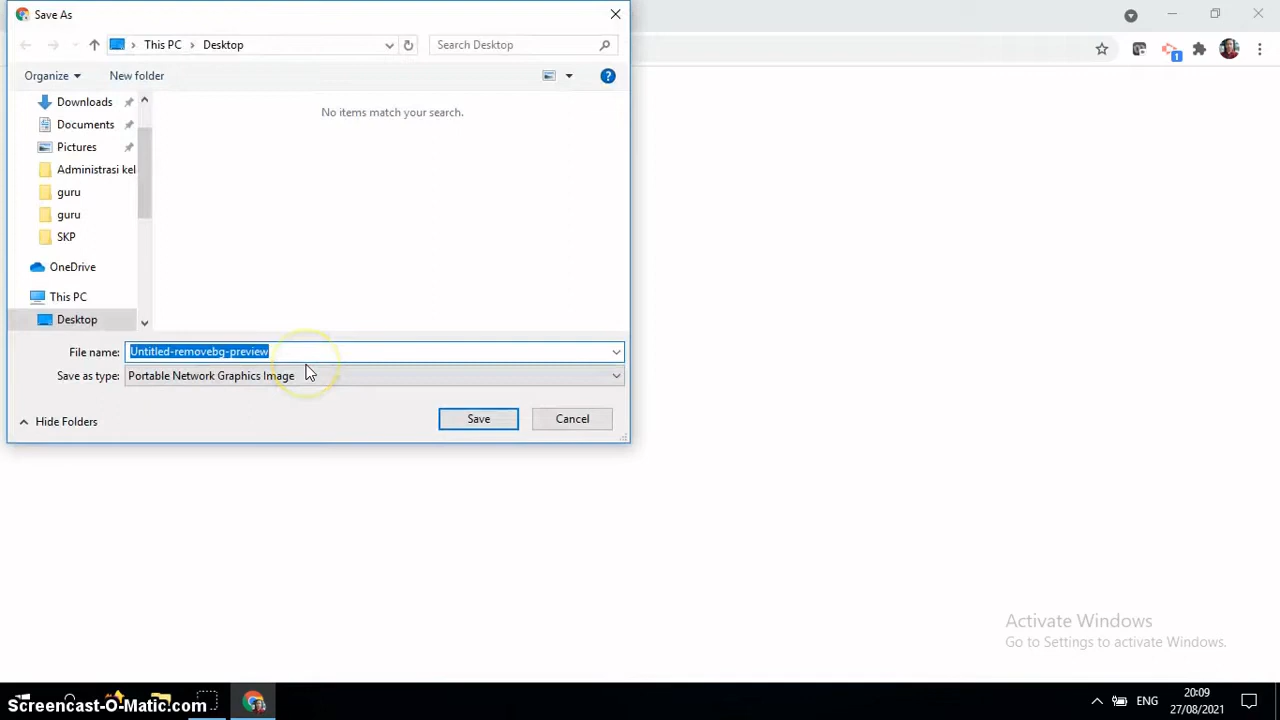 Save As
This PC
Desktop
Search Desktop
Organize
New folder
Downloads
Documents
Pictures
Administrasi kel
guru
guru
SKP
OneDrive
This PC
Desktop
No items match your search.
File name:
Untitled-removebg-preview
Save as type:
Portable Network Graphics Image
Hide Folders
Save
Cancel
1
Activate Windows
Go to Settings to activate Windows.
Screencast-O-Matic.com
ENG
20:09
27/08/2021